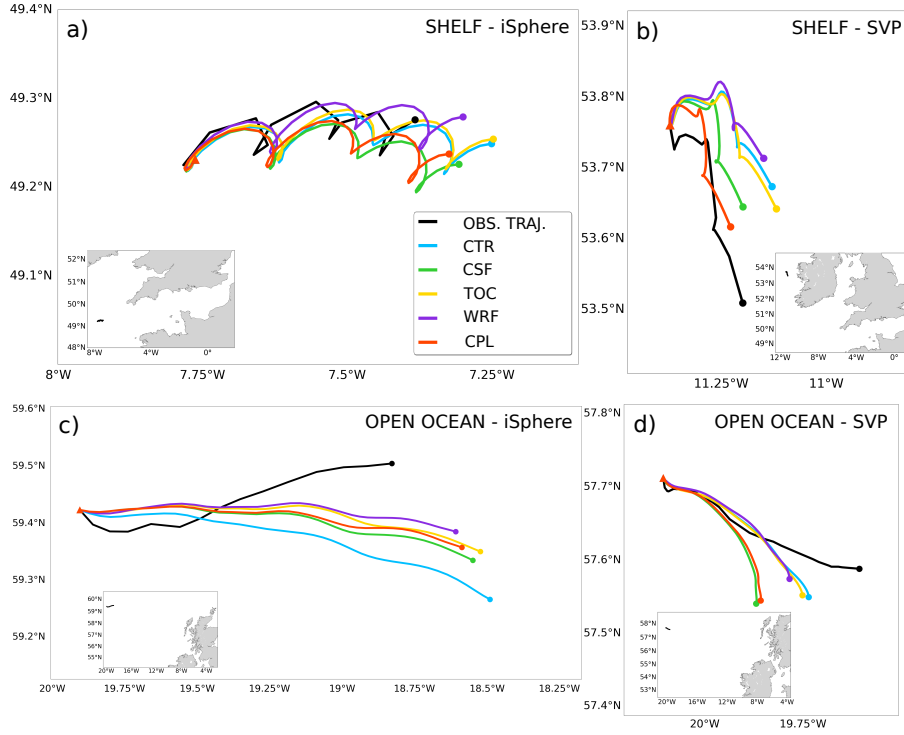 a) SHELF - iSphere
49.4°N
49.3°N
49.2°N
49.1°N
8°W 7.75°W 7.5°W 7.25°W
OBS. TRAJ.
CTR
CSF
TOC
WRF
CPL
52°N
51°N
50°N
49°N
48°N
8°W 4°W 0°
b) SHELF - SVP
53.9°N
53.8°N
53.7°N
53.6°N
53.5°N
11.25°W 11°W
54°N
53°N
52°N
51°N
50°N
49°N
12°W 8°W 4°W 0°
c) OPEN OCEAN - iSphere
59.6°N
59.5°N
59.4°N
59.3°N
59.2°N
20°W 19.75°W 19.5°W 19.25°W 19°W 18.75°W 18.5°W 18.25°W
60°N
59°N
58°N
57°N
56°N
55°N
54°N
20°W 16°W 12°W 8°W 4°W
d) OPEN OCEAN - SVP
57.8°N
57.7°N
57.6°N
57.5°N
57.4°N
20°W 19.75°W
58°N
57°N
56°N
55°N
54°N
53°N
20°W 16°W 12°W 8°W 4°W